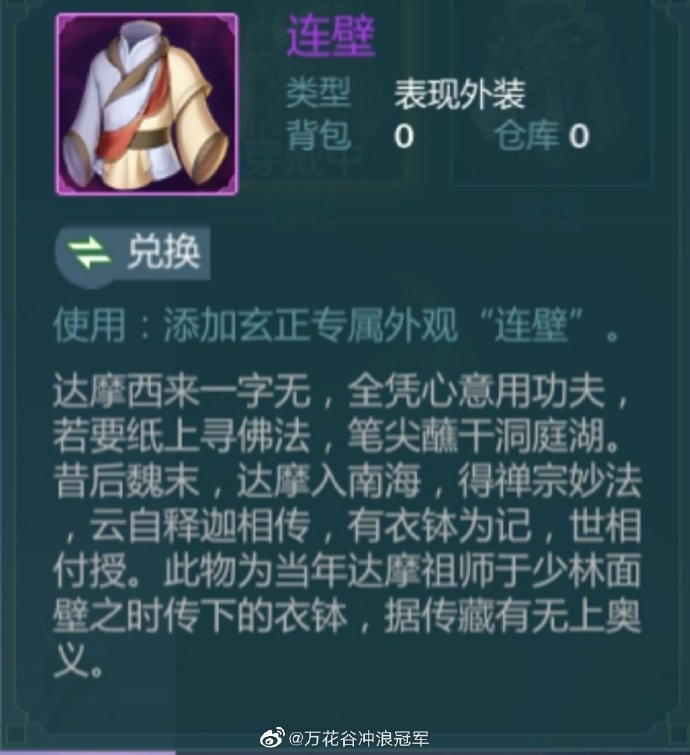 连壁
类型 表现外装
背包 0 仓库 0
穿戴中
兑换
使用：添加玄正专属外观“连壁”。
达摩西来一字无，全凭心意用功夫，
若要纸上寻佛法，笔尖蘸干洞庭湖。
昔后魏末，达摩入南海，得禅宗妙法
，云自释迦相传，有衣钵为记，世相
付授。此物为当年达摩祖师于少林面
壁之时传下的衣钵，据传藏有无上奥
义。
@万花谷冲浪冠军